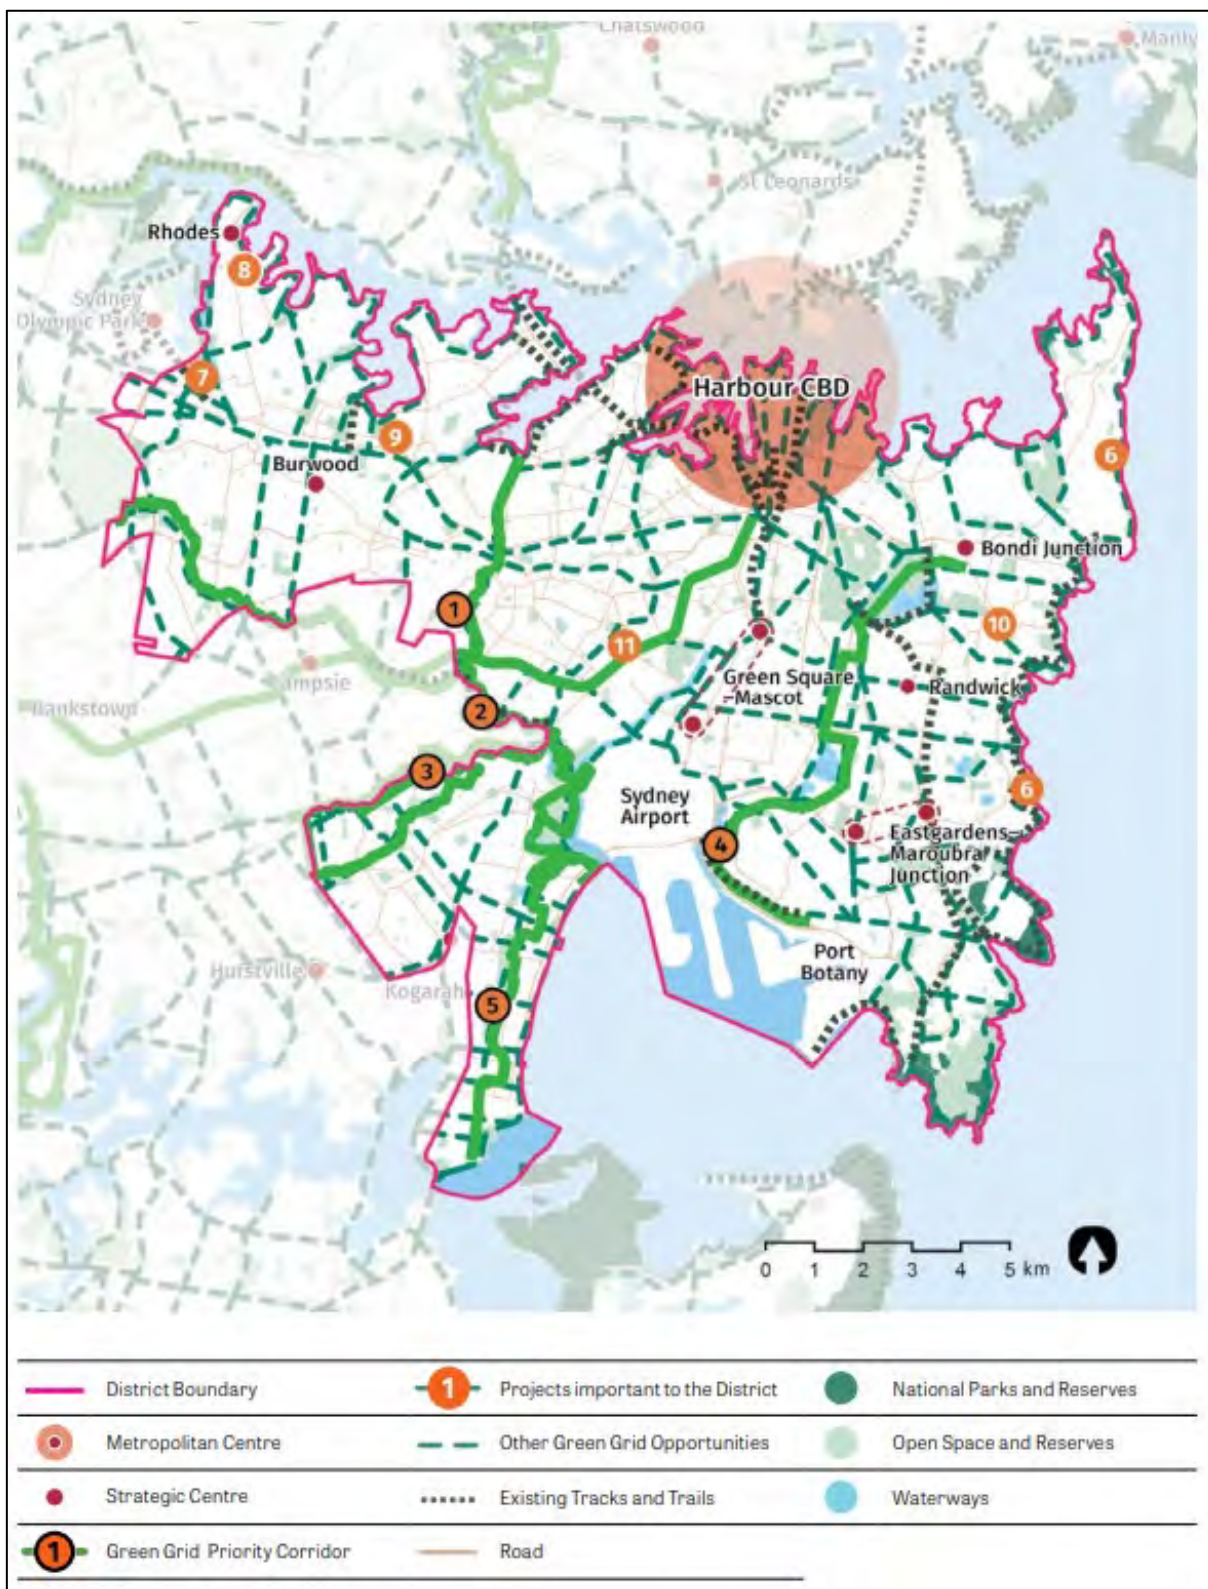 Chatswood
Manly
St Leonards
Rhodes
8
Sydney
Olympic Park
7
Harbour CBD
9
6
Burwood
Bondi Junction
1
10
11
Green Square
–Mascot
Randwick
ampsie
Bankstown
2
3
6
Sydney
Airport
4
Eastgardens–
Maroubra
Junction
Port
Botany
Hurstville
Kogarah
5
0 1 2 3 4 5 km
District Boundary
1 Projects important to the District
National Parks and Reserves
Metropolitan Centre
Other Green Grid Opportunities
Open Space and Reserves
Strategic Centre
Existing Tracks and Trails
Waterways
1 Green Grid Priority Corridor
Road